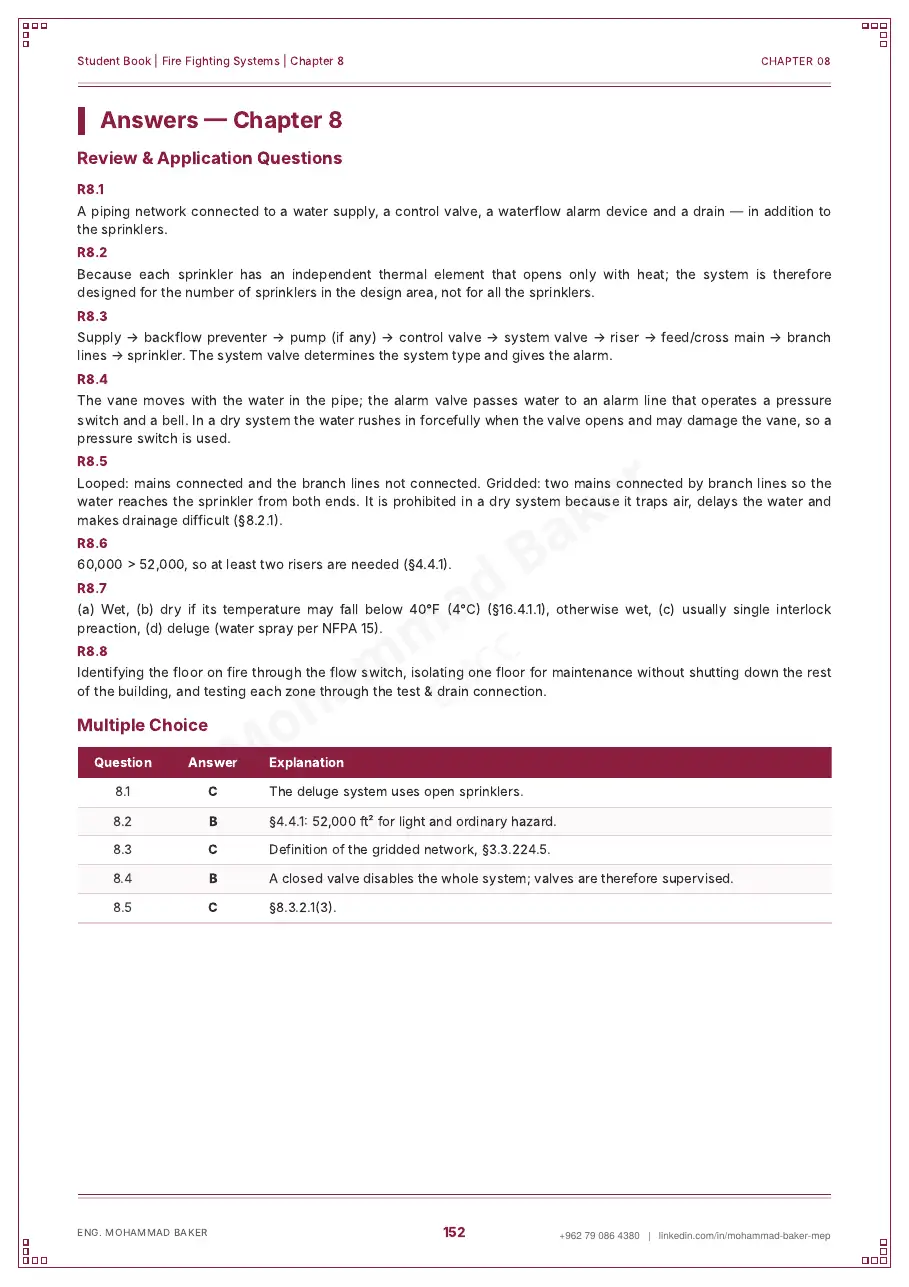 Student Book | Fire Fighting Systems | Chapter 8
CHAPTER 08
Answers — Chapter 8
Review & Application Questions
R8.1
A piping network connected to a water supply, a control valve, a waterflow alarm device and a drain — in addition to
the sprinklers.
R8.2
Because each sprinkler has an independent thermal element that opens only with heat; the system is therefore
designed for the number of sprinklers in the design area, not for all the sprinklers.
R8.3
Supply → backflow preventer → pump (if any) → control valve → system valve → riser → feed/cross main → branch
lines → sprinkler. The system valve determines the system type and gives the alarm.
R8.4
The vane moves with the water in the pipe; the alarm valve passes water to an alarm line that operates a pressure
switch and a bell. In a dry system the water rushes in forcefully when the valve opens and may damage the vane, so a
pressure switch is used.
R8.5
Looped: mains connected and the branch lines not connected. Gridded: two mains connected by branch lines so the
water reaches the sprinkler from both ends. It is prohibited in a dry system because it traps air, delays the water and
makes drainage difficult (§8.2.1).
R8.6
60,000 > 52,000, so at least two risers are needed (§4.4.1).
R8.7
(a) Wet, (b) dry if its temperature may fall below 40°F (4°C) (§16.4.1.1), otherwise wet, (c) usually single interlock
preaction, (d) deluge (water spray per NFPA 15).
R8.8
Identifying the floor on fire through the flow switch, isolating one floor for maintenance without shutting down the rest
of the building, and testing each zone through the test & drain connection.
Multiple Choice
Question Answer Explanation
8.1 C The deluge system uses open sprinklers.
8.2 B §4.4.1: 52,000 ft² for light and ordinary hazard.
8.3 C Definition of the gridded network, §3.3.224.5.
8.4 B A closed valve disables the whole system; valves are therefore supervised.
8.5 C §8.3.2.1(3).
Mohammad Baker
ENG. MOHAMMAD BAKER
152
+962 79 086 4380 | linkedin.com/in/mohammad-baker-mep